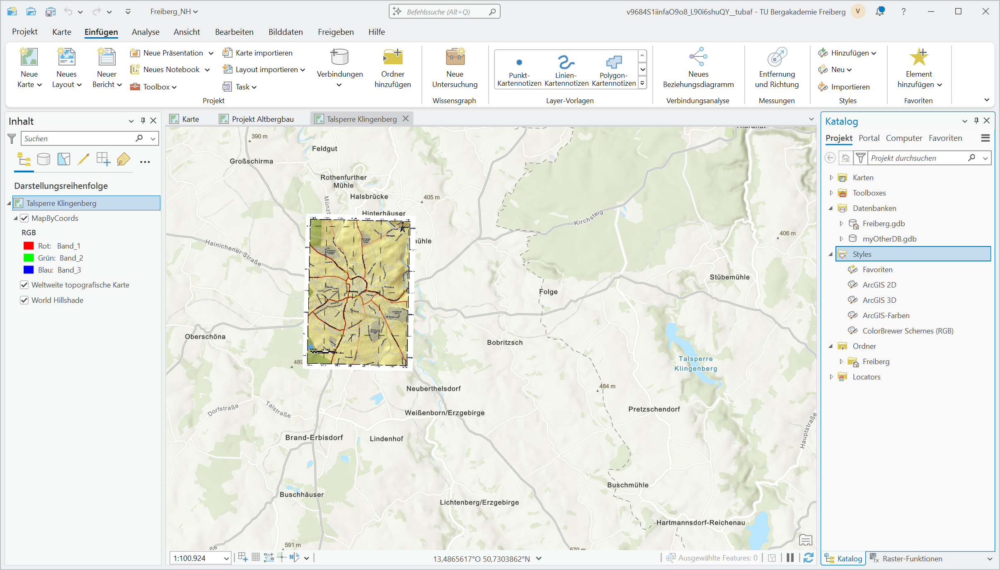 Freiberg_NH
Befehlssuche (Alt+Q)
v9684S1iinfaO9o8_L90i6shuQY__tubaf - TU Bergakademie Freiberg
V
?
Projekt
Karte
Einfügen
Analyse
Ansicht
Bearbeiten
Bilddaten
Freigeben
Hilfe
Neue Karte
Neues Layout
Neuer Bericht
Neue Präsentation
Neues Notebook
Toolbox
Karte importieren
Layout importieren
Task
Verbindungen
Ordner hinzufügen
Projekt
Neue Untersuchung
Wissensgraph
Punkt-Kartennotizen
Linien-Kartennotizen
Polygon-Kartennotizen
Layer-Vorlagen
Neues Beziehungsdiagramm
Verbindungsanalyse
Entfernung und Richtung
Messungen
Hinzufügen
Neu
Importieren
Styles
Element hinzufügen
Favoriten
Inhalt
Suchen
Darstellungsreihenfolge
Talsperre Klingenberg
MapByCoords
RGB
Rot: Band_1
Grün: Band_2
Blau: Band_3
Weltweite topografische Karte
World Hillshade
Karte
Projekt Altbergbau
Talsperre Klingenberg
390 m
Feldgut
Großschirma
Rothenfurther
Mühle
Halsbrücke
405 m
Hinterhäuser
Kirchsteig
406 m
Hainichener Straße
Stübemühle
Folge
Oberschöna
Bobritzsch
Talsperre
Klingenberg
489
484 m
Neuberthelsdorf
Dorfstraße
Talstraße
Weißenborn/Erzgebirge
Pretzschendorf
Hauptstraße
Brand-Erbisdorf
Lindenhof
Buschmühle
Buschhäuser
Lichtenberg/Erzgebirge
Hartmannsdorf-Reichenau
591 m
570 m
1:100.924
13,4865617°O 50,7303862°N
Ausgewählte Features: 0
Katalog
Projekt
Portal
Computer
Favoriten
Projekt durchsuchen
Karten
Toolboxes
Datenbanken
Freiberg.gdb
myOtherDB.gdb
Styles
Favoriten
ArcGIS 2D
ArcGIS 3D
ArcGIS-Farben
ColorBrewer Schemes (RGB)
Ordner
Freiberg
Locators
Katalog
Raster-Funktionen